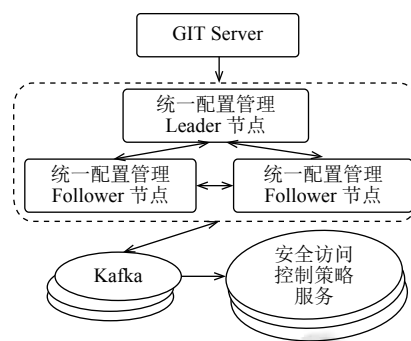 GIT Server
统一配置管理
Leader 节点
统一配置管理
Follower 节点
统一配置管理
Follower 节点
Kafka
安全访问
控制策略
服务